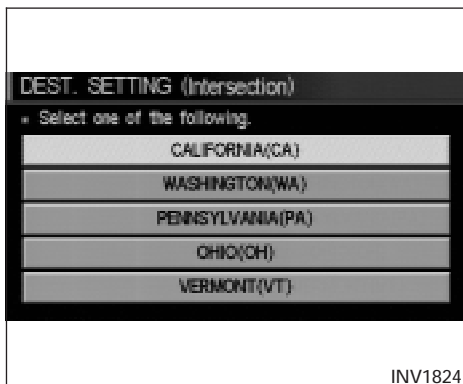 DEST. SETTING (Intersection)
Select one of the following.
CALIFORNIA(CA)
WASHINGTON(WA)
PENNSYLVANIA(PA)
OHIO(OH)
VERMONT(VT)
INV1824